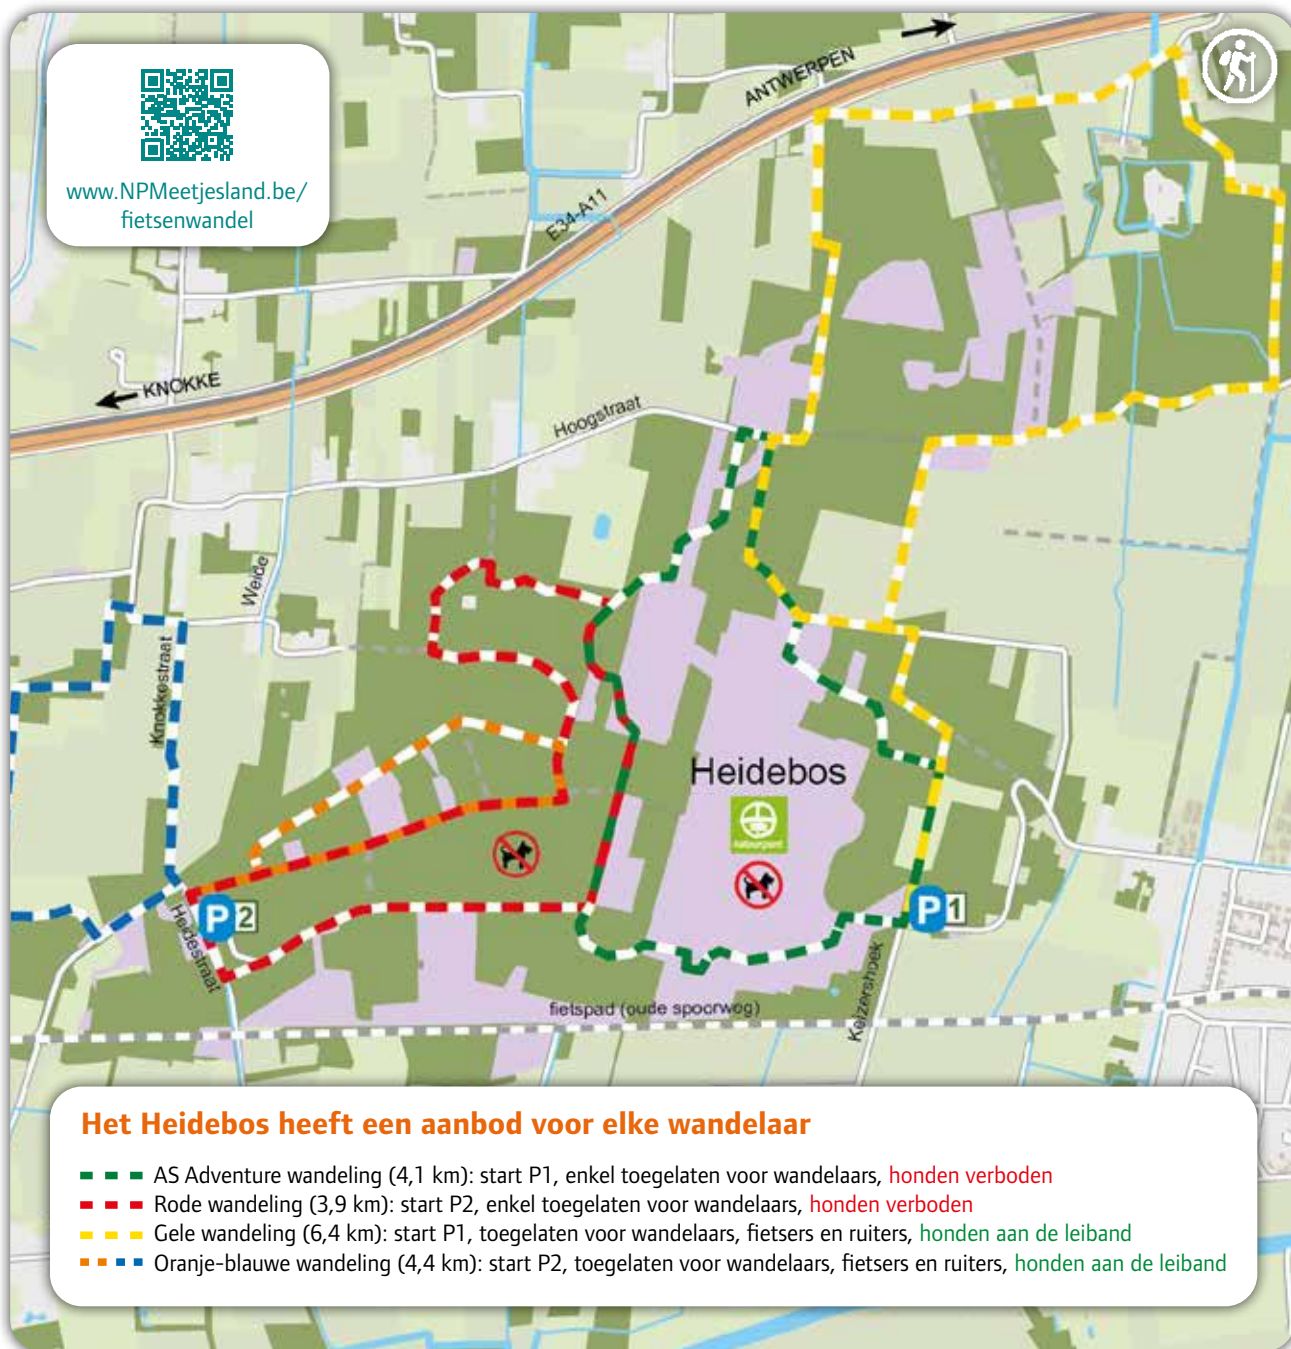 www.NPMeetjesland.be/
fietsenwandel
ANTWERPEN
E34-A11
KNOKKE
Hoogstraat
Weide
Knokkestraat
Heidebos
natuurpunt
P 2
P 1
Heidestraat
Keizershoek
fietspad (oude spoorweg)
Het Heidebos heeft een aanbod voor elke wandelaar
AS Adventure wandeling (4,1 km): start P1, enkel toegelaten voor wandelaars, honden verboden
Rode wandeling (3,9 km): start P2, enkel toegelaten voor wandelaars, honden verboden
Gele wandeling (6,4 km): start P1, toegelaten voor wandelaars, fietsers en ruiters, honden aan de leiband
Oranje-blauwe wandeling (4,4 km): start P2, toegelaten voor wandelaars, fietsers en ruiters, honden aan de leiband